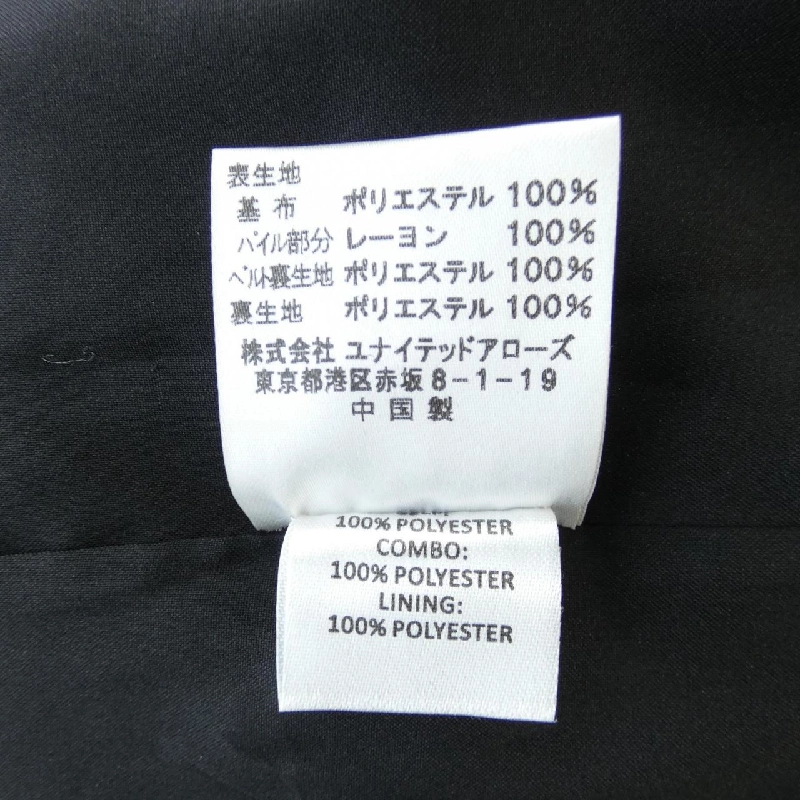 表生地
基布 ポリエステル 100%
パイル部分 レーヨン 100%
ベルト裏生地 ポリエステル 100%
裏生地 ポリエステル 100%
株式会社 ユナイテッドアローズ
東京都港区赤坂8-1-19
中国製
100% POLYESTER
COMBO:
100% POLYESTER
LINING:
100% POLYESTER